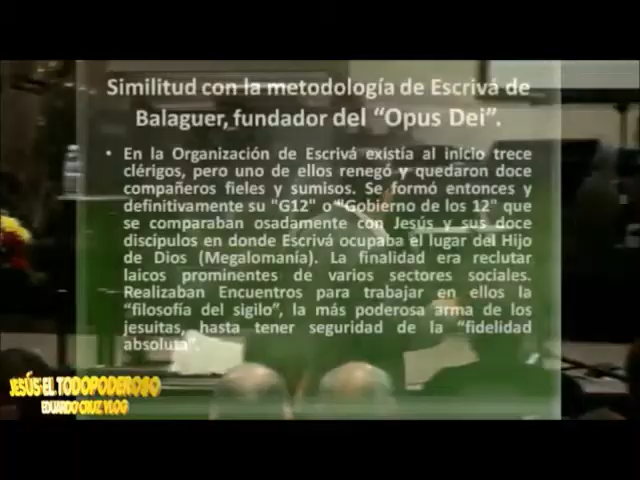 Similitud con la metodología de Escrivá de
Balaguer, fundador del “Opus Dei”.
• En la Organización de Escrivá existía al inicio trece
clérigos, pero uno de ellos renegó y quedaron doce
compañeros fieles y sumisos. Se formó entonces y
definitivamente su "G12" o "Gobierno de los 12" que
se comparaban osadamente con Jesús y sus doce
discípulos en donde Escrivá ocupaba el lugar del Hijo
de Dios (Megalomanía). La finalidad era reclutar
laicos prominentes de varios sectores sociales.
Realizaban Encuentros para trabajar en ellos la
“filosofía del sigilo”, la más poderosa arma de los
jesuitas, hasta tener seguridad de la “fidelidad
absoluta”.
JESÚS EL TODOPODEROSO
EDUARDO CRUZ VLOG